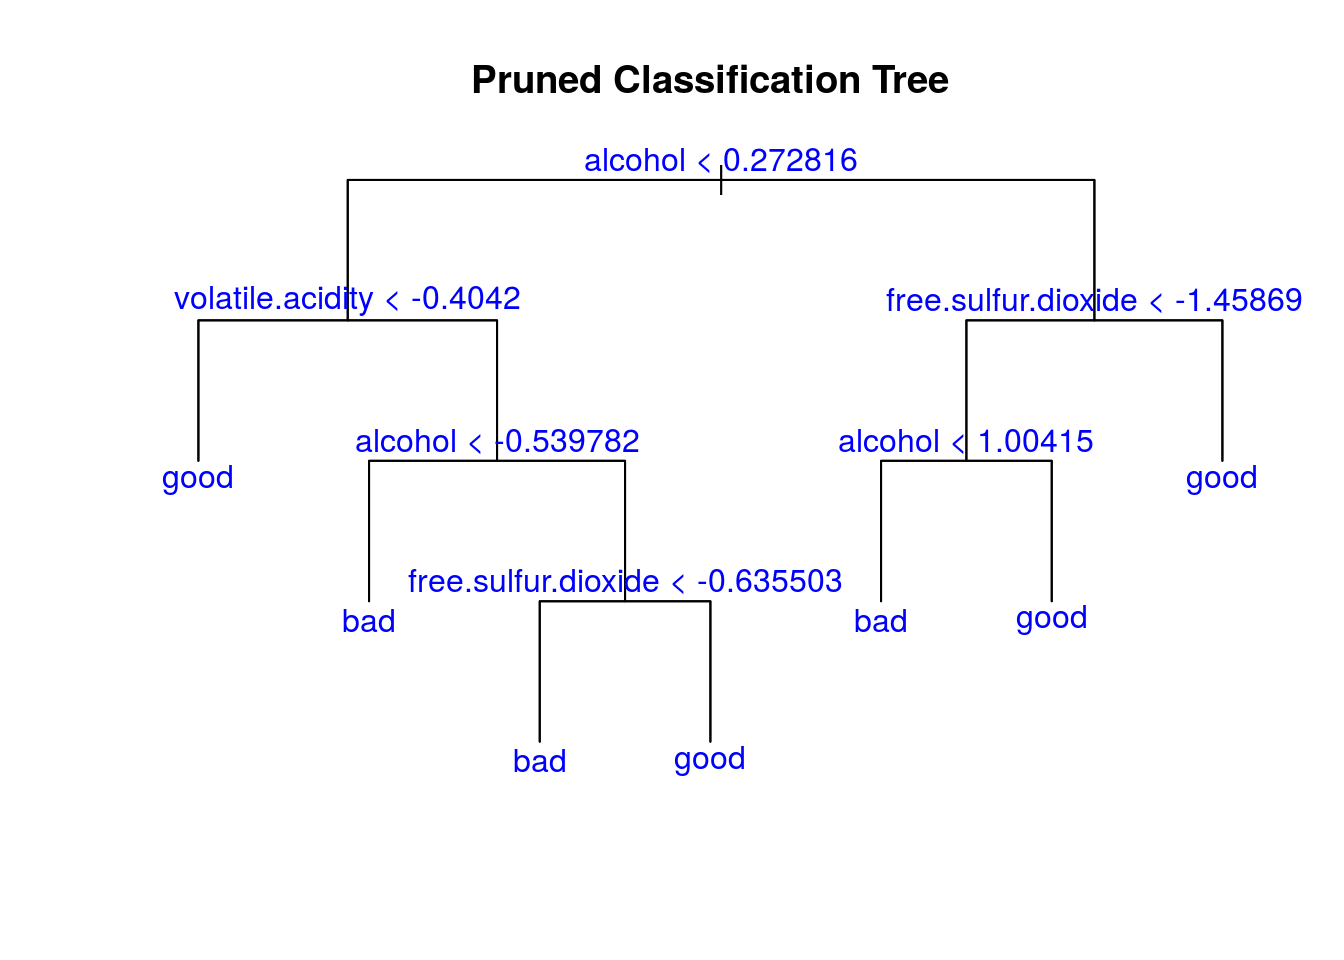 Pruned Classification Tree
alcohol < 0.272816
volatile.acidity < -0.4042
free.sulfur.dioxide < -1.45869
alcohol < -0.539782
alcohol < 1.00415
good
good
free.sulfur.dioxide < -0.635503
bad
bad
good
bad
good